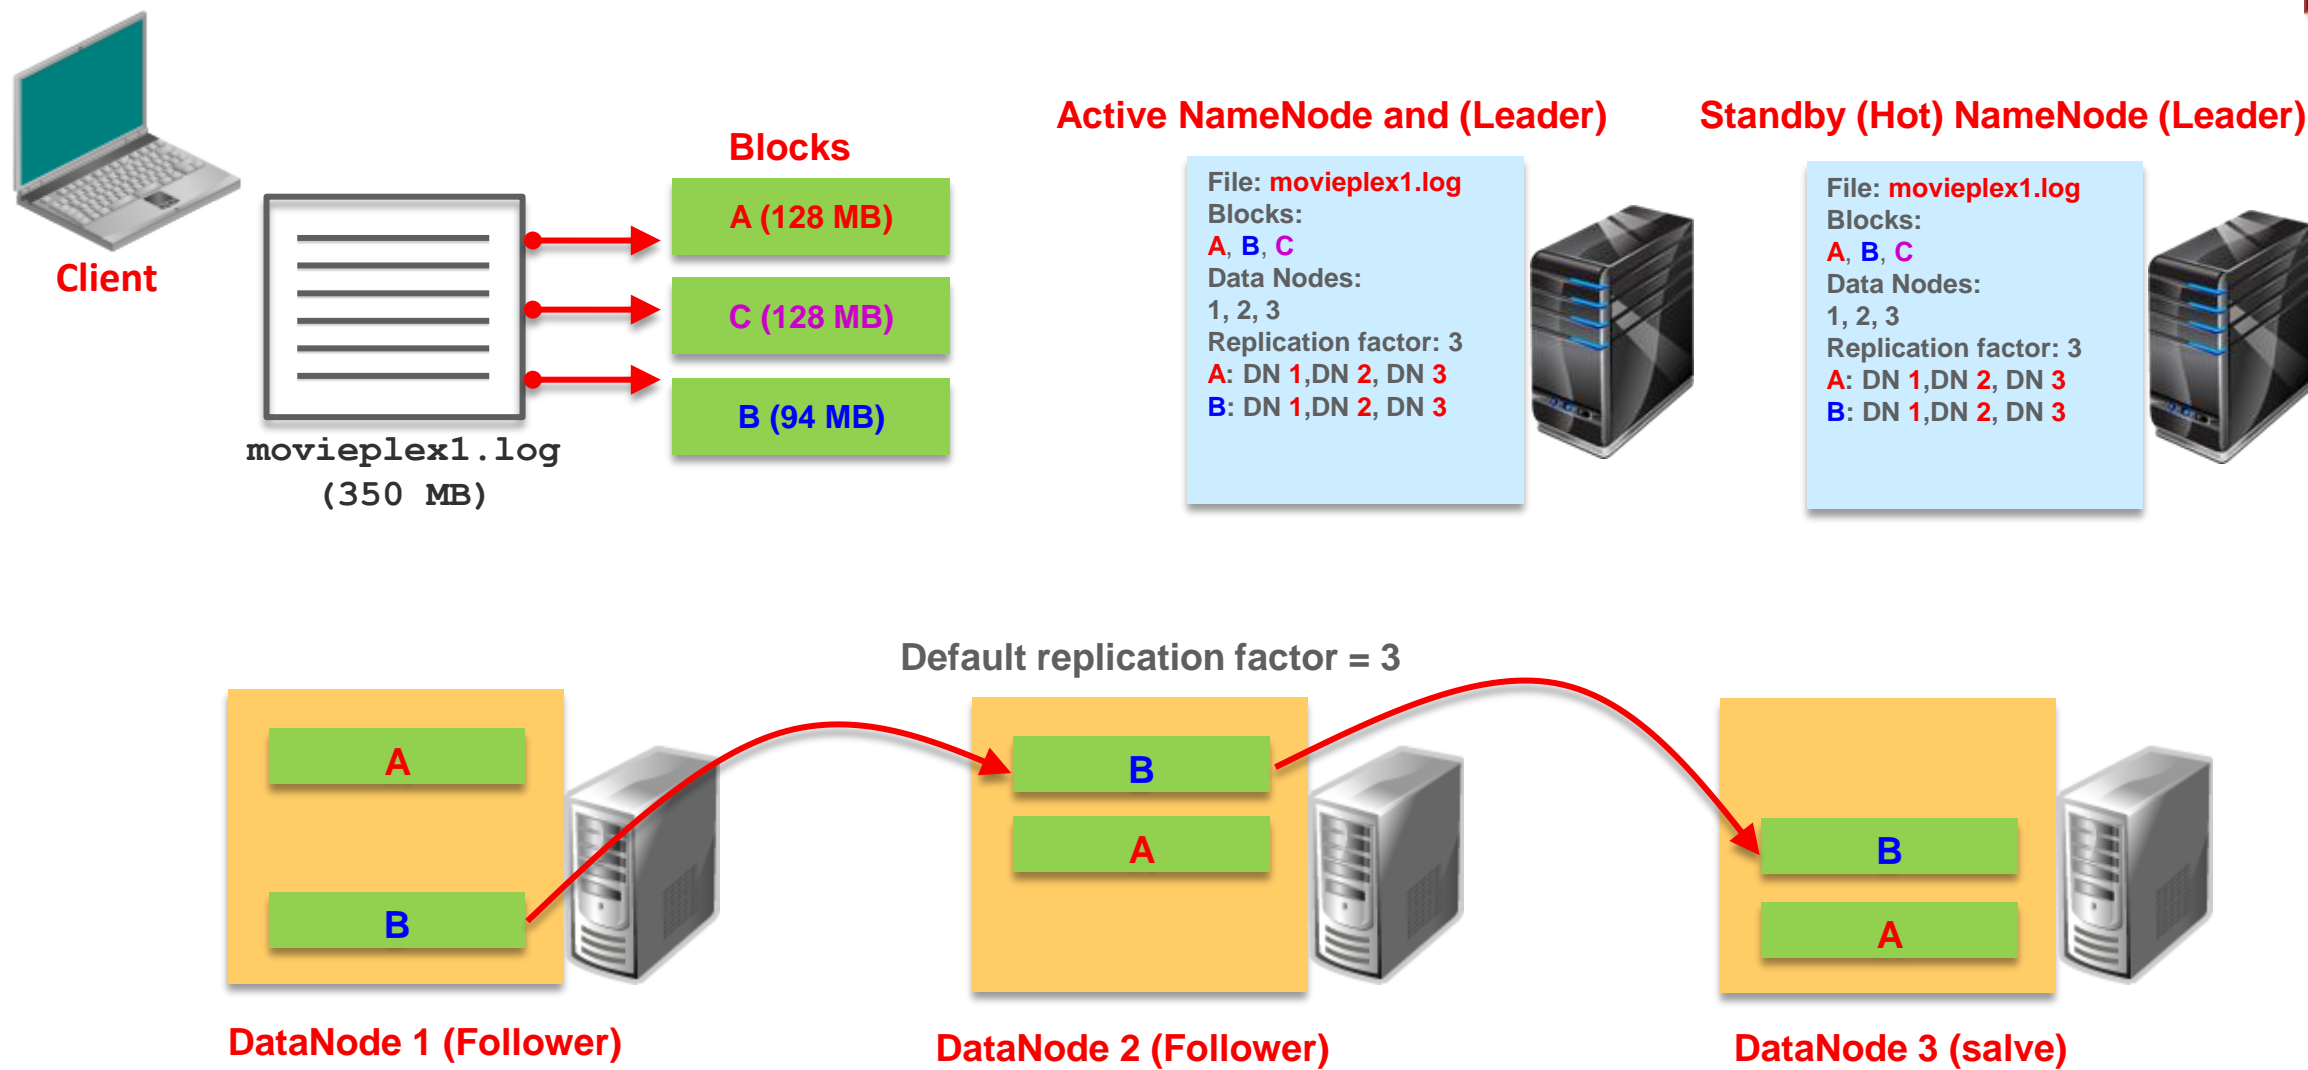 Client
movieplex1.log
(350 MB)
Blocks
A (128 MB)
C (128 MB)
B (94 MB)
Active NameNode and (Leader)
File: movieplex1.log
Blocks:
A, B, C
Data Nodes:
1, 2, 3
Replication factor: 3
A: DN 1,DN 2, DN 3
B: DN 1,DN 2, DN 3
Standby (Hot) NameNode (Leader)
File: movieplex1.log
Blocks:
A, B, C
Data Nodes:
1, 2, 3
Replication factor: 3
A: DN 1,DN 2, DN 3
B: DN 1,DN 2, DN 3
Default replication factor = 3
A
B
DataNode 1 (Follower)
B
A
DataNode 2 (Follower)
B
A
DataNode 3 (salve)